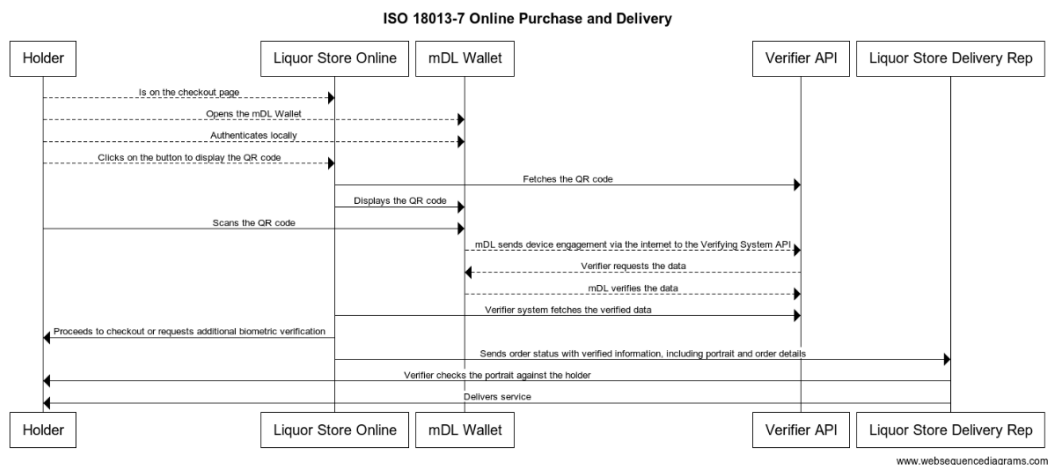 ISO 18013-7 Online Purchase and Delivery
Holder
Liquor Store Online
mDL Wallet
Verifier API
Liquor Store Delivery Rep
Is on the checkout page
Opens the mDL Wallet
Authenticates locally
Clicks on the button to display the QR code
Fetches the QR code
Displays the QR code
Scans the QR code
mDL sends device engagement via the internet to the Verifying System API
Verifier requests the data
mDL verifies the data
Verifier system fetches the verified data
Proceeds to checkout or requests additional biometric verification
Sends order status with verified information, including portrait and order details
Verifier checks the portrait against the holder
Delivers service
Holder
Liquor Store Online
mDL Wallet
Verifier API
Liquor Store Delivery Rep
www.websequencediagrams.com